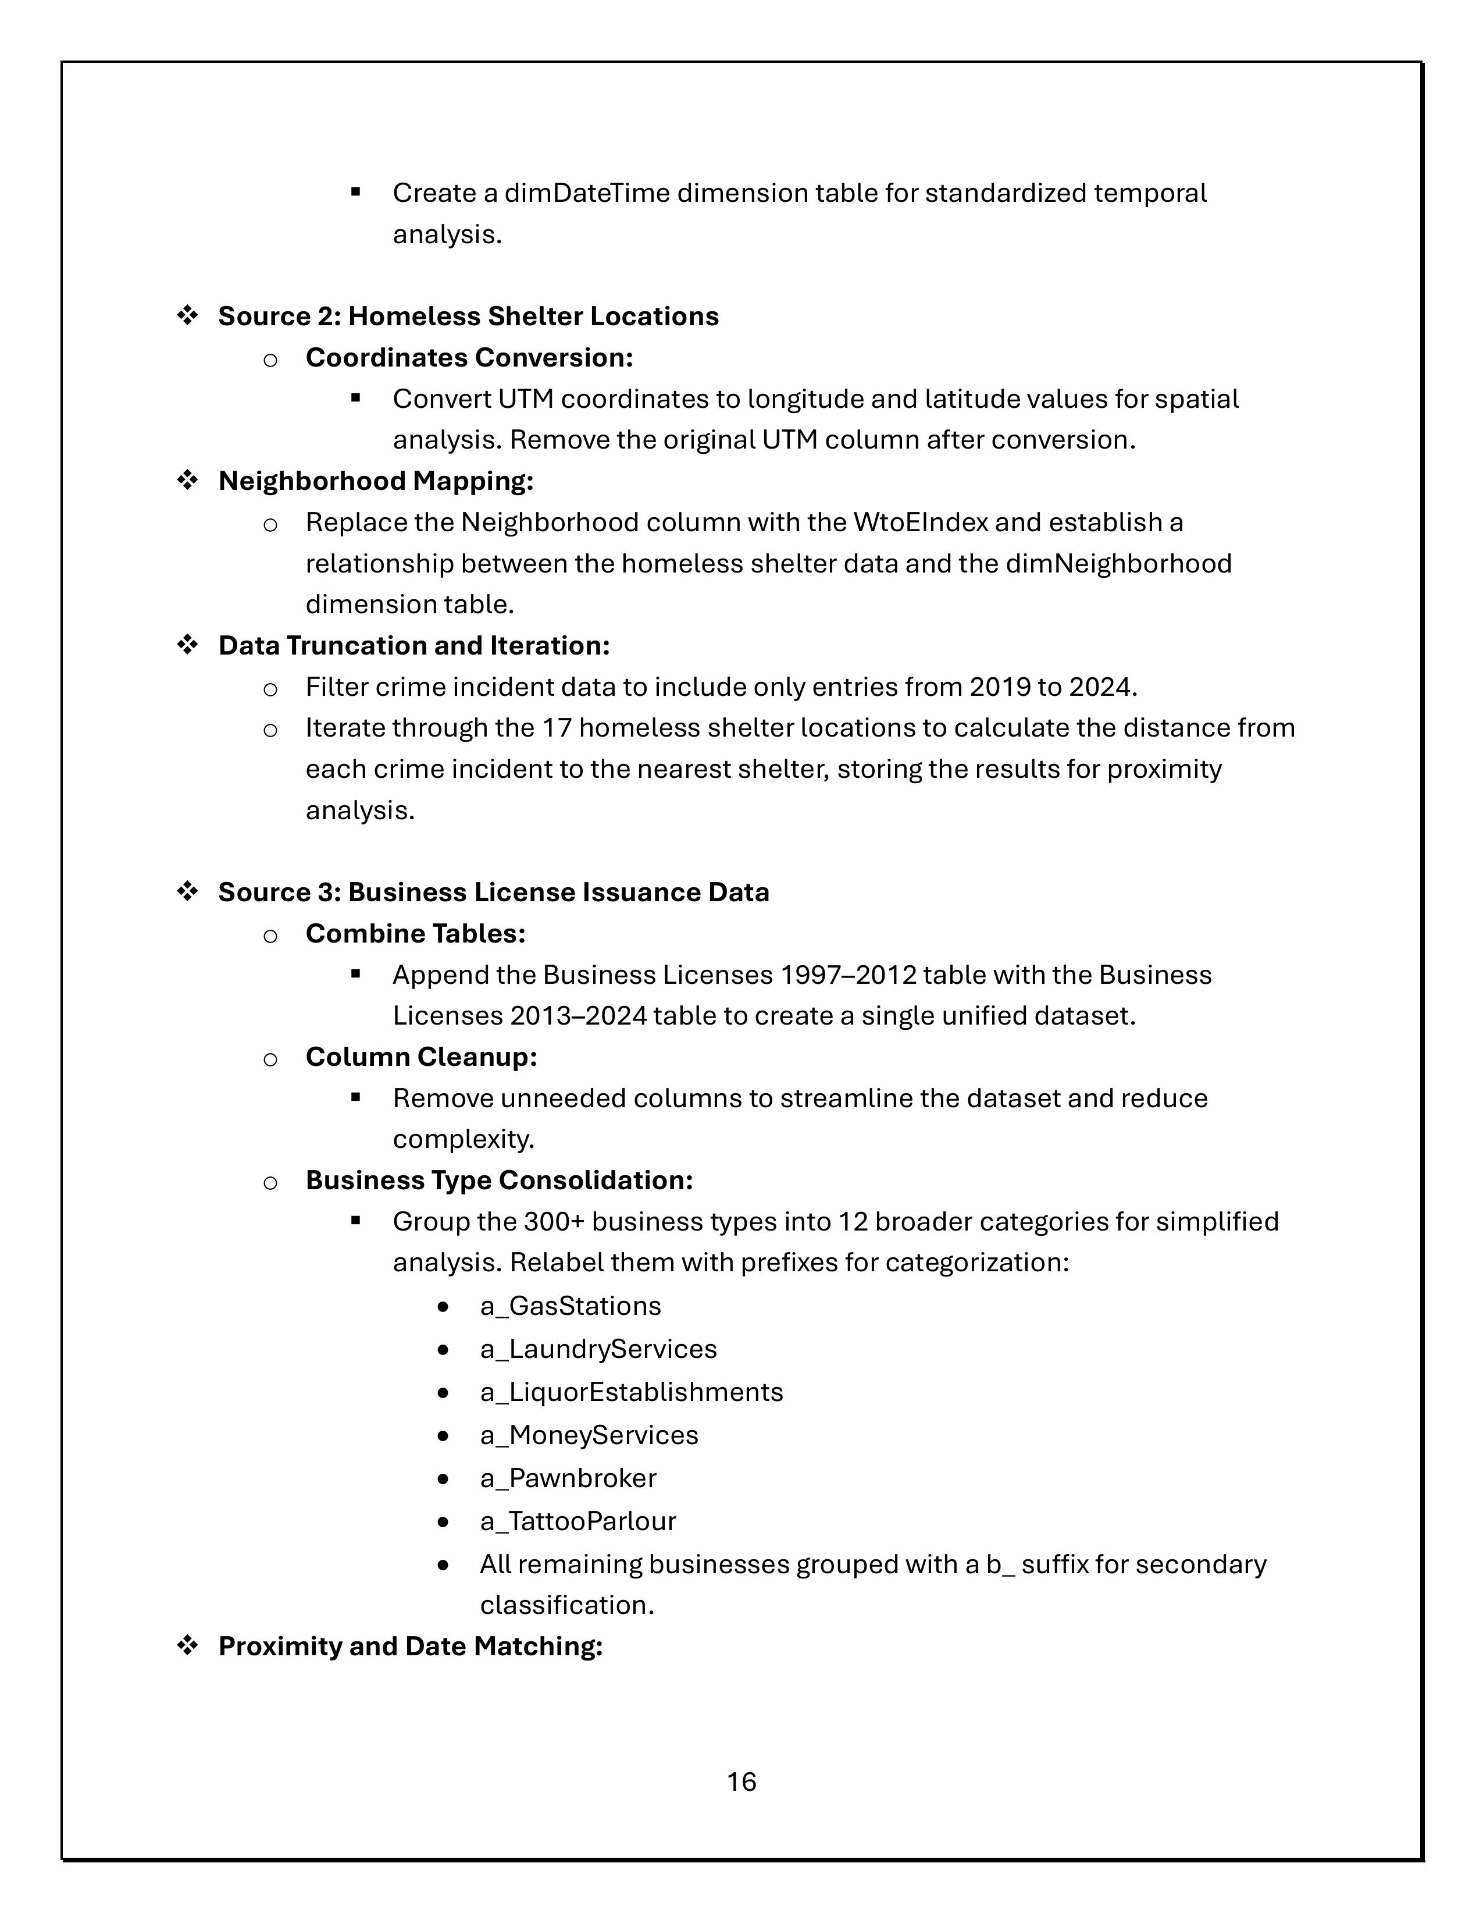 ▪ Create a dimDateTime dimension table for standardized temporal
analysis.
❖ Source 2: Homeless Shelter Locations
o Coordinates Conversion:
▪ Convert UTM coordinates to longitude and latitude values for spatial
analysis. Remove the original UTM column after conversion.
❖ Neighborhood Mapping:
o Replace the Neighborhood column with the WtoEIndex and establish a
relationship between the homeless shelter data and the dimNeighborhood
dimension table.
❖ Data Truncation and Iteration:
o Filter crime incident data to include only entries from 2019 to 2024.
o Iterate through the 17 homeless shelter locations to calculate the distance from
each crime incident to the nearest shelter, storing the results for proximity
analysis.
❖ Source 3: Business License Issuance Data
o Combine Tables:
▪ Append the Business Licenses 1997–2012 table with the Business
Licenses 2013–2024 table to create a single unified dataset.
o Column Cleanup:
▪ Remove unneeded columns to streamline the dataset and reduce
complexity.
o Business Type Consolidation:
▪ Group the 300+ business types into 12 broader categories for simplified
analysis. Relabel them with prefixes for categorization:
• a_GasStations
• a_LaundryServices
• a_LiquorEstablishments
• a_MoneyServices
• a_Pawnbroker
• a_TattooParlour
• All remaining businesses grouped with a b_ suffix for secondary
classification.
❖ Proximity and Date Matching:
16